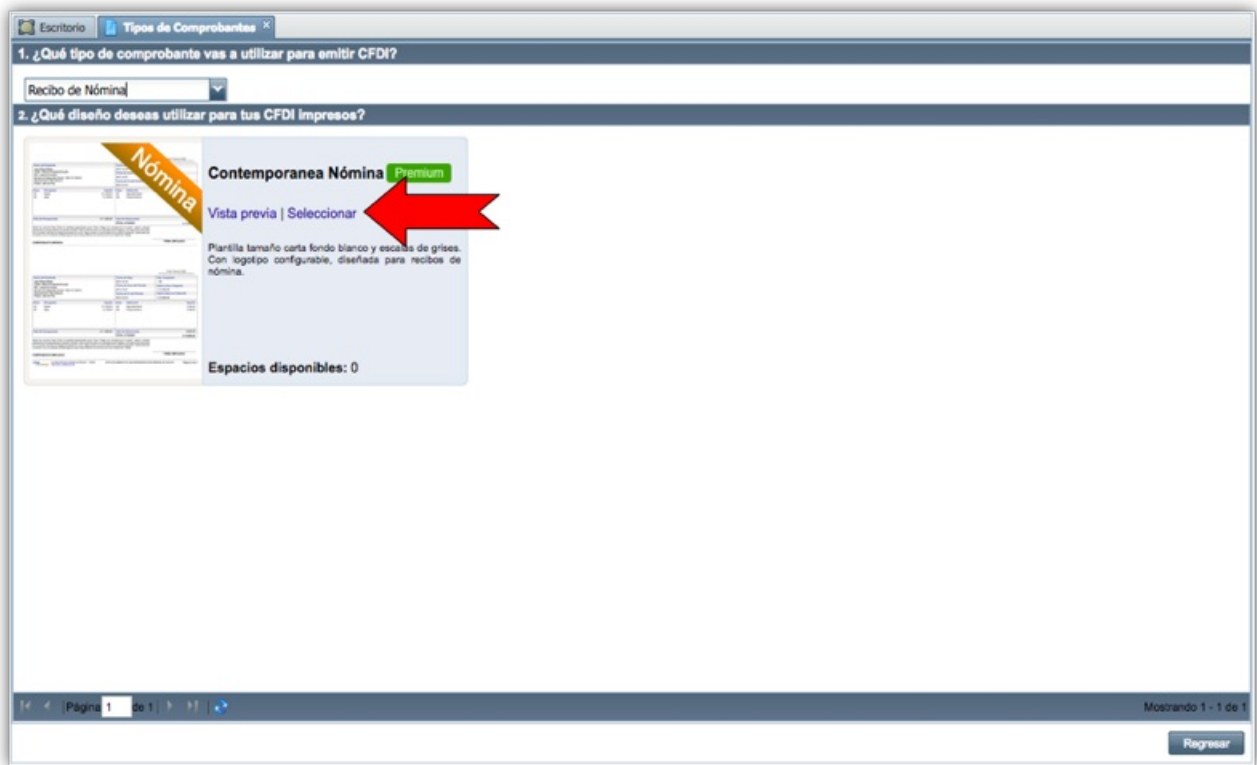 Escritorio
Tipos de Comprobantes
1. ¿Qué tipo de comprobante vas a utilizar para emitir CFDI?
Recibo de Nómina
2. ¿Qué diseño deseas utilizar para tus CFDI impresos?
Nómina
Contemporanea Nómina Premium
Vista previa | Seleccionar
Plantilla tamaño carta fondo blanco y escalas de grises.
Con logotipo configurable, diseñada para recibos de
nómina.
Espacios disponibles: 0
Página 1 de 1
Mostrando 1 - 1 de 1
Regresar